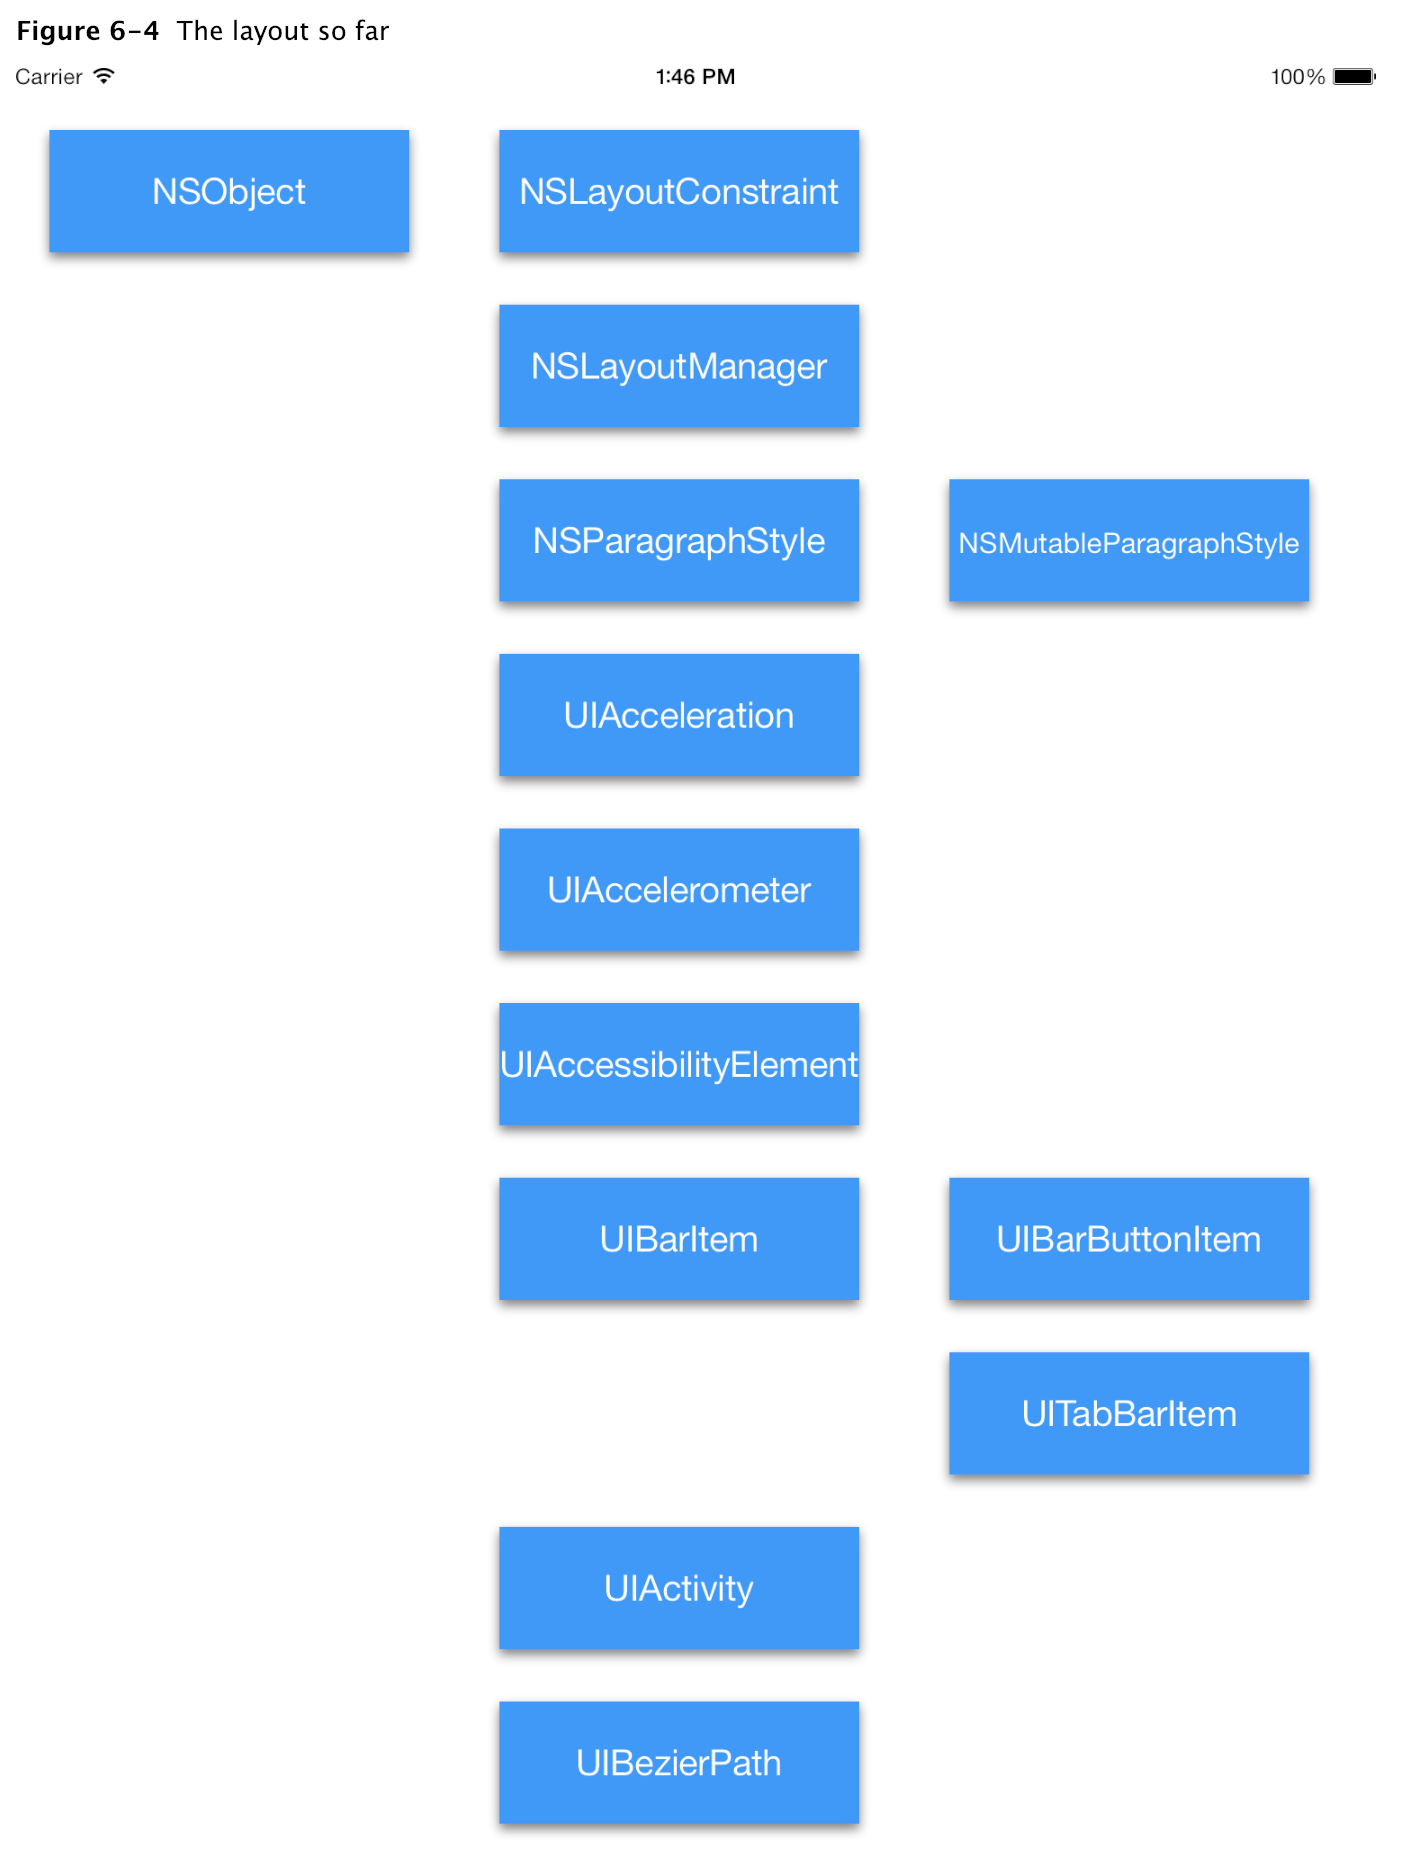 Figure 6-4 The layout so far
Carrier 1:46 PM 100%
NSObject NSLayoutConstraint
NSLayoutManager
NSParagraphStyle NSMutableParagraphStyle
UIAcceleration
UIAccelerometer
UIAccessibilityElement
UIBarItem UIBarButtonItem
UITabBarItem
UIActivity
UIBezierPath